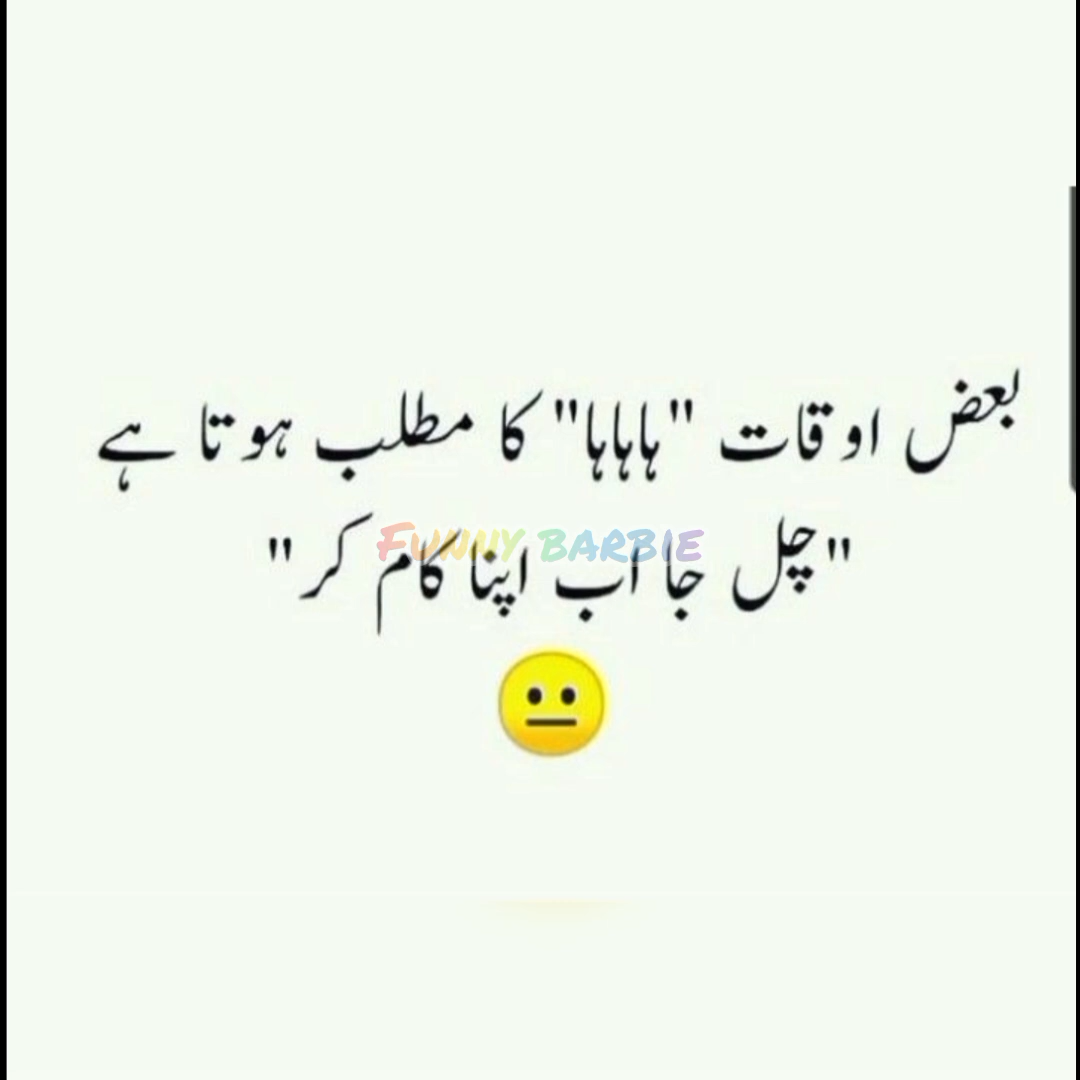 بعض اوقات "ہاہاہا" کا مطلب ہوتا ہے
"چل جا اب اپنا کام کر"
FUNNY BARBIE